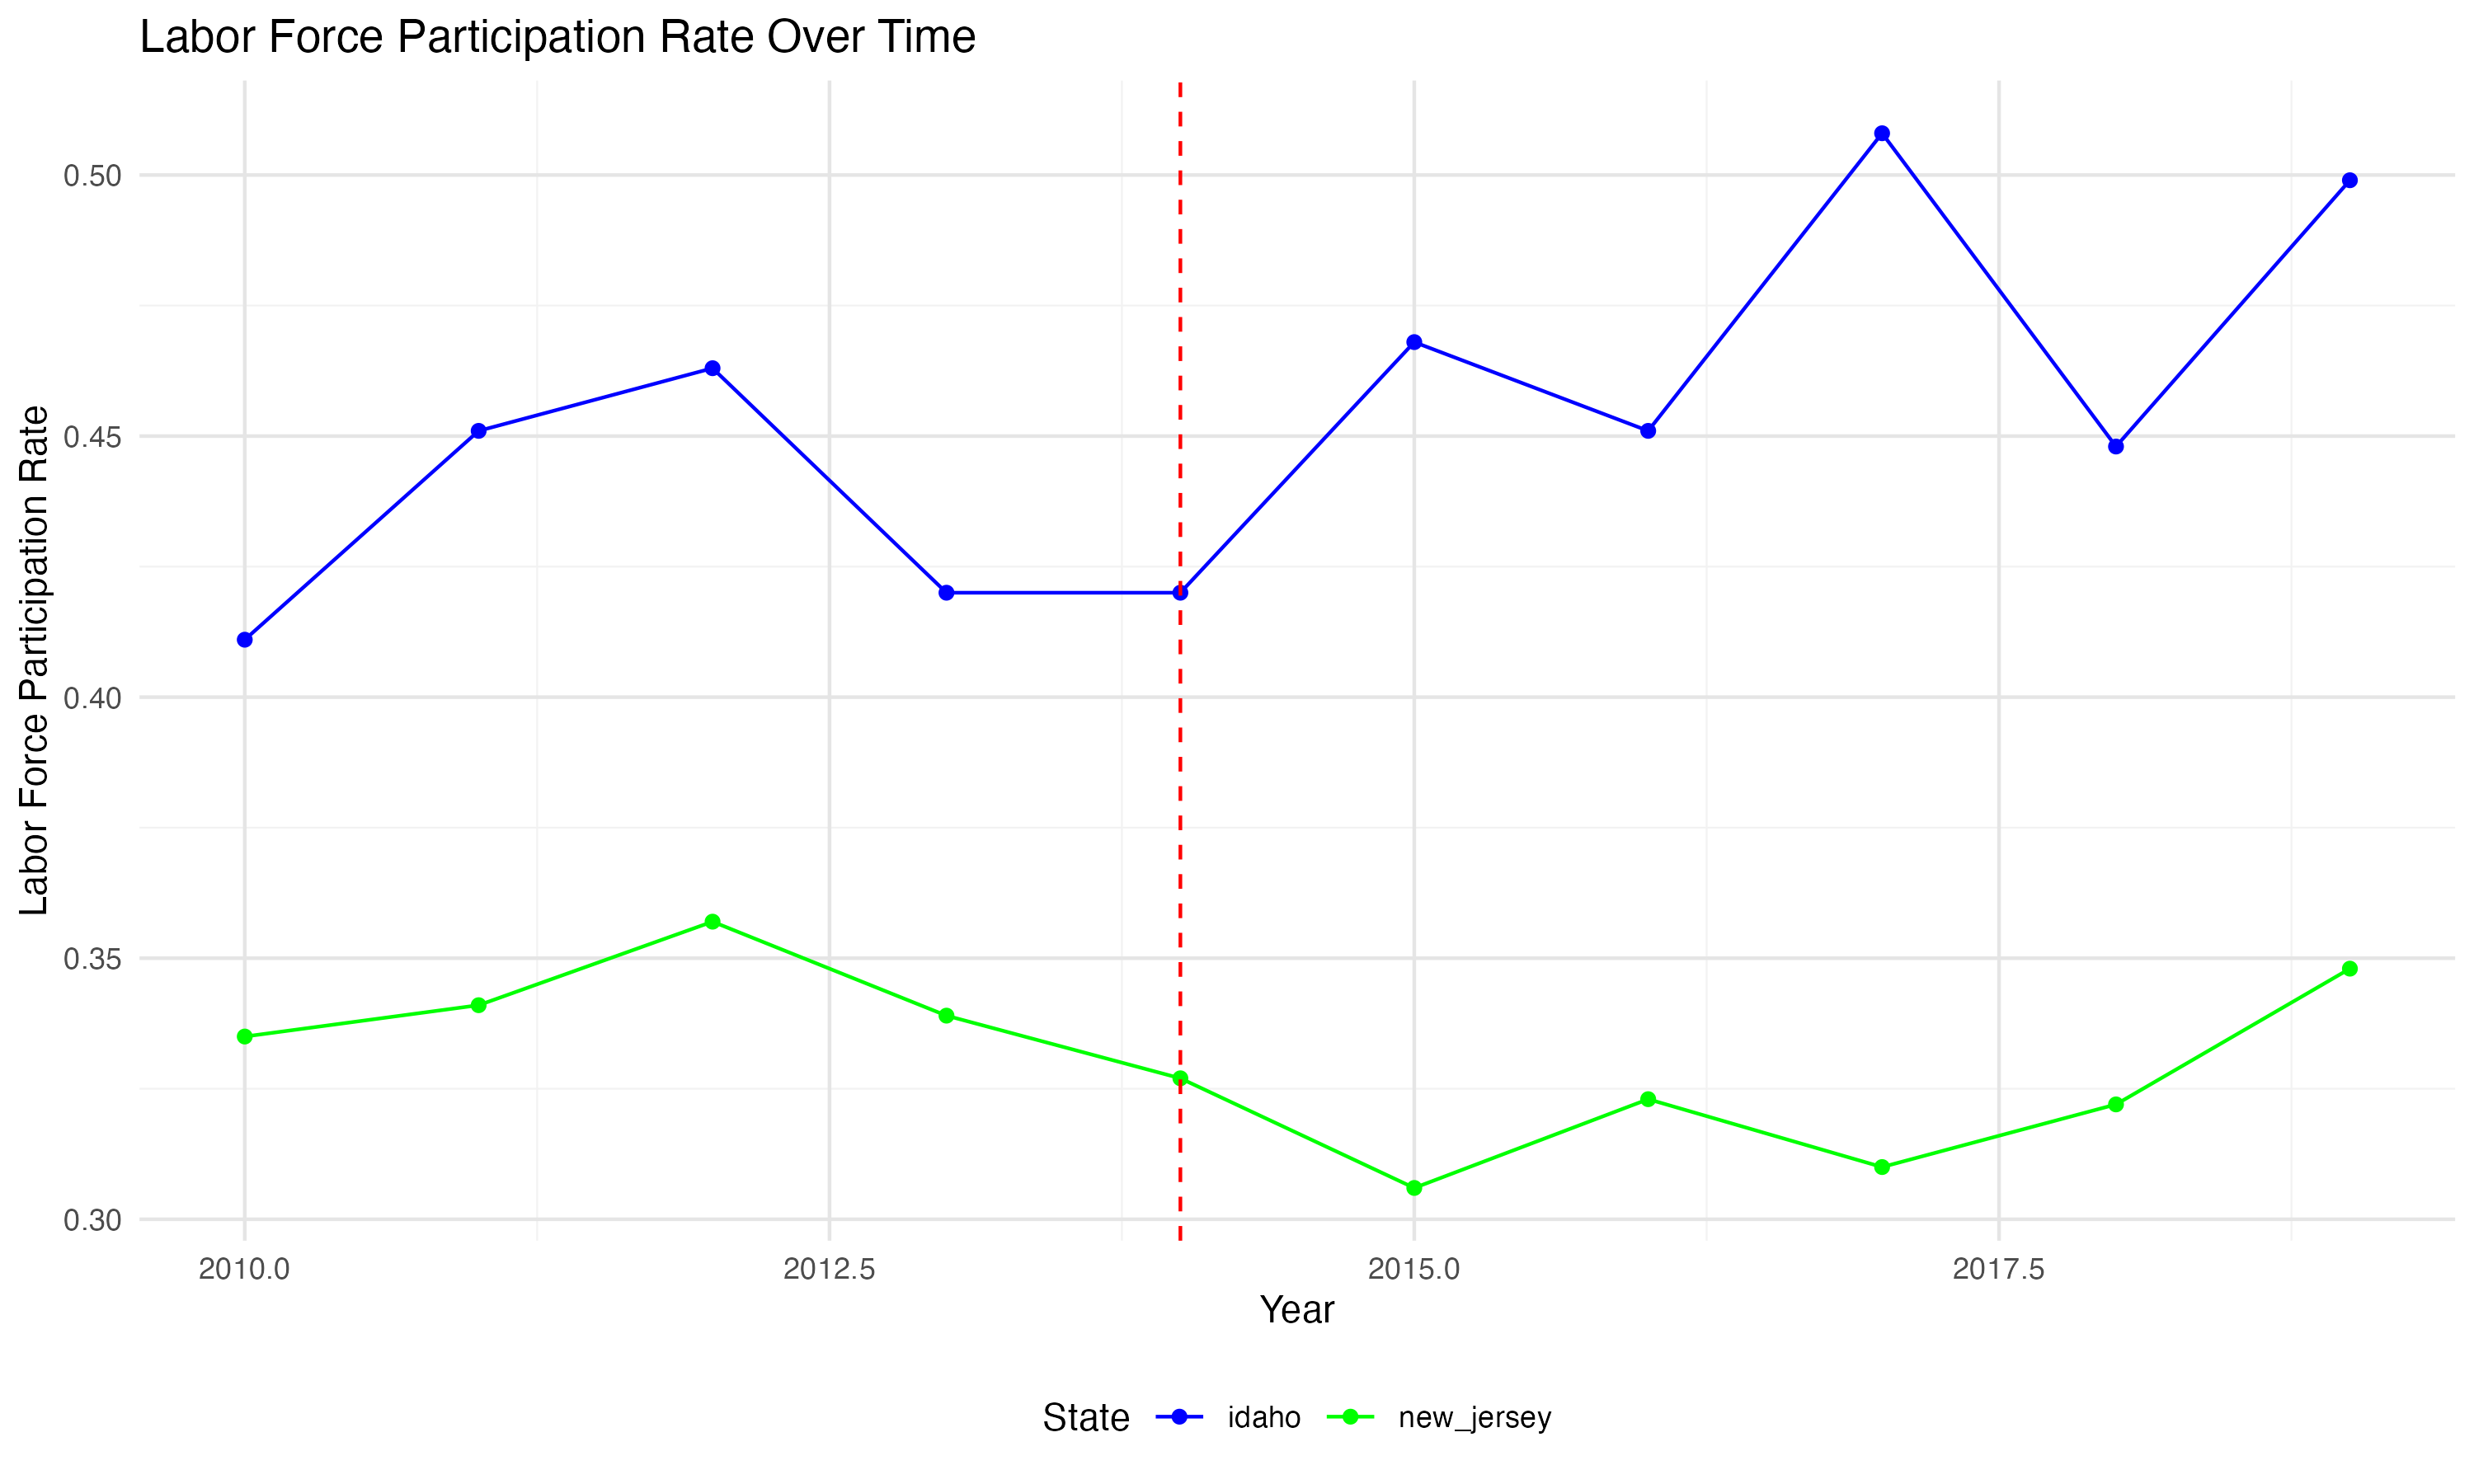 Labor Force Participation Rate Over Time
Labor Force Participation Rate
0.50
0.45
0.40
0.35
0.30
2010.0 2012.5 2015.0 2017.5
Year
State idaho new_jersey